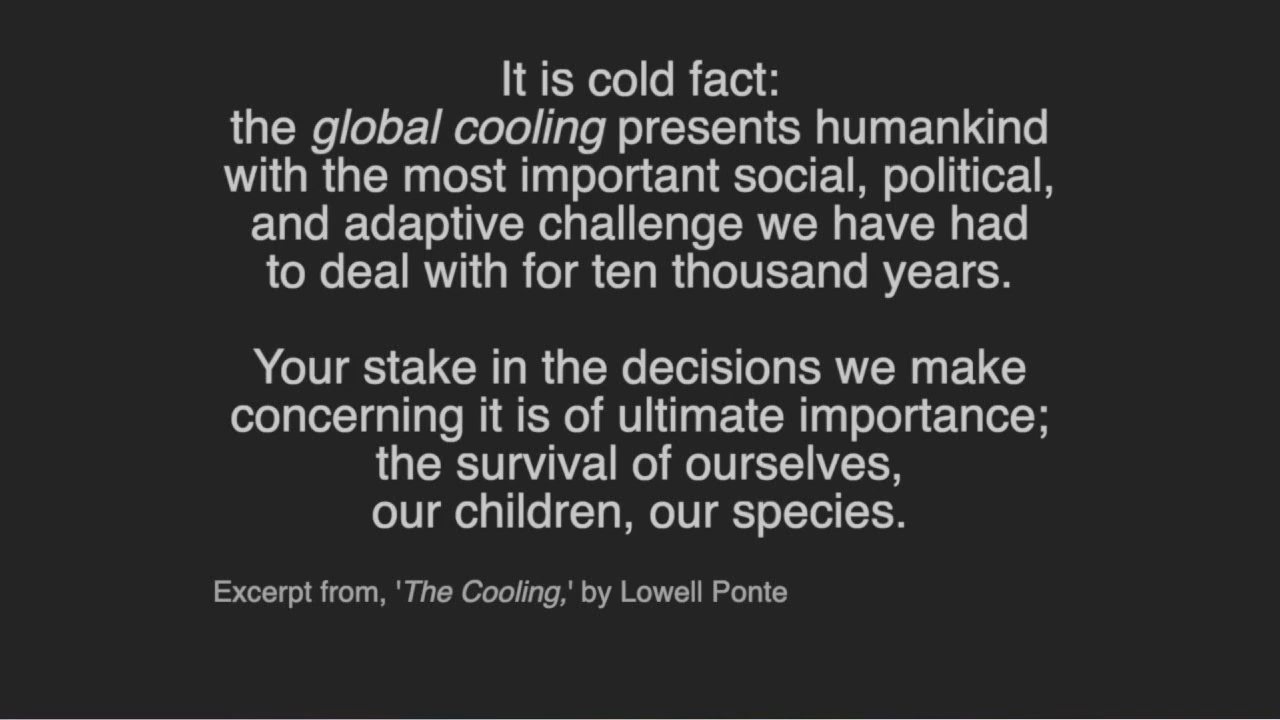 It is cold fact:
the global cooling presents humankind
with the most important social, political,
and adaptive challenge we have had
to deal with for ten thousand years.
Your stake in the decisions we make
concerning it is of ultimate importance;
the survival of ourselves,
our children, our species.
Excerpt from, 'The Cooling,' by Lowell Ponte